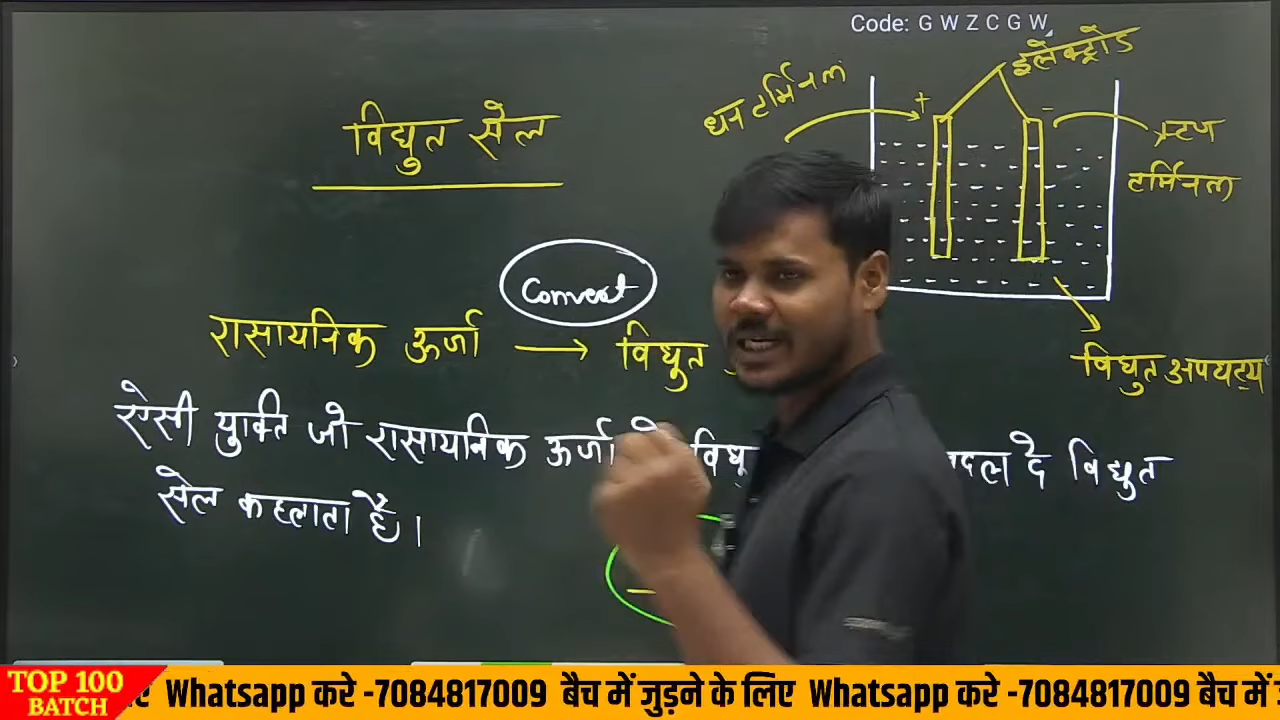 Code: G W Z C G W
इलेक्ट्रोड
धन टर्मिनल
+
-
ऋण
टर्मिनल
विद्युत सेल
Convert
रासायनिक ऊर्जा → विद्युत
विद्युत अपघट्य
ऐसी युक्ति जो रासायनिक ऊर्जा दे विद्युत
सेल कहलाता है।
TOP 100
BATCH
Whatsapp करे -7084817009 बैच में जुड़ने के लिए Whatsapp करे -7084817009 बैच में